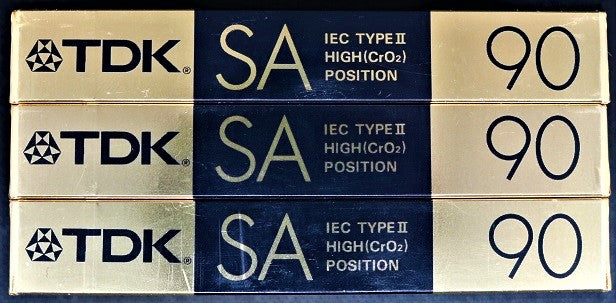 TDK® SA IEC TYPE II 90
HIGH(CrO₂)
POSITION
TDK® SA IEC TYPE II 90
HIGH(CrO₂)
POSITION
TDK® SA IEC TYPE II 90
HIGH(CrO₂)
POSITION